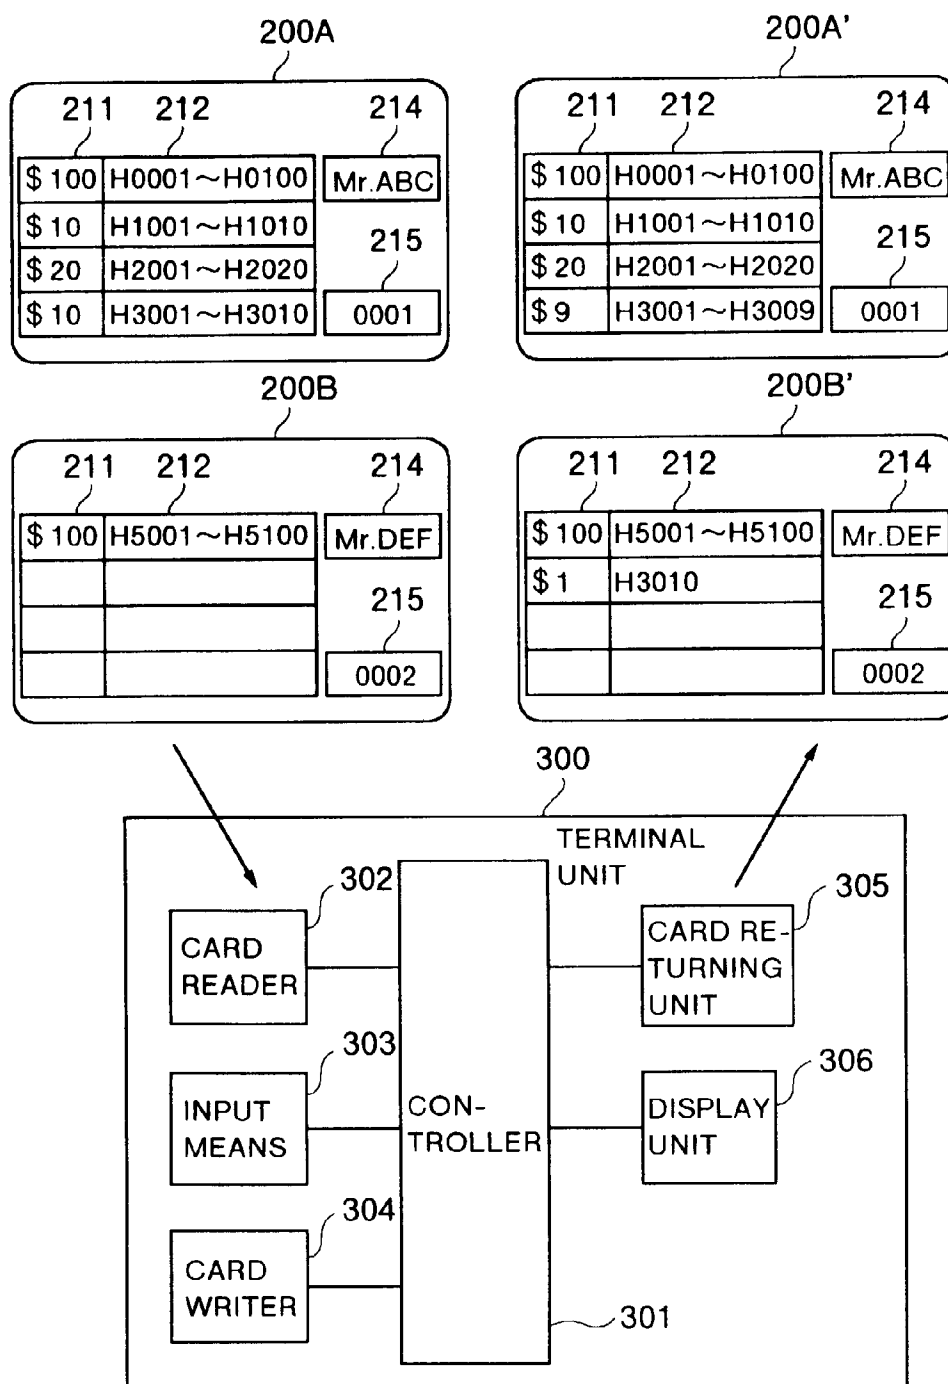 200A
211 212 214
$ 100 H0001~H0100 Mr.ABC
$ 10 H1001~H1010
215
$ 20 H2001~H2020
$ 10 H3001~H3010 0001
200A'
211 212 214
$ 100 H0001~H0100 Mr.ABC
$ 10 H1001~H1010
215
$ 20 H2001~H2020
$ 9 H3001~H3009 0001
200B
211 212 214
$ 100 H5001~H5100 Mr.DEF
215
0002
200B'
211 212 214
$ 100 H5001~H5100 Mr.DEF
$ 1 H3010
215
0002
300
TERMINAL
UNIT
302
CARD
READER
303
INPUT
MEANS
304
CARD
WRITER
CON-
TROLLER
301
305
CARD RE-
TURNING
UNIT
306
DISPLAY
UNIT